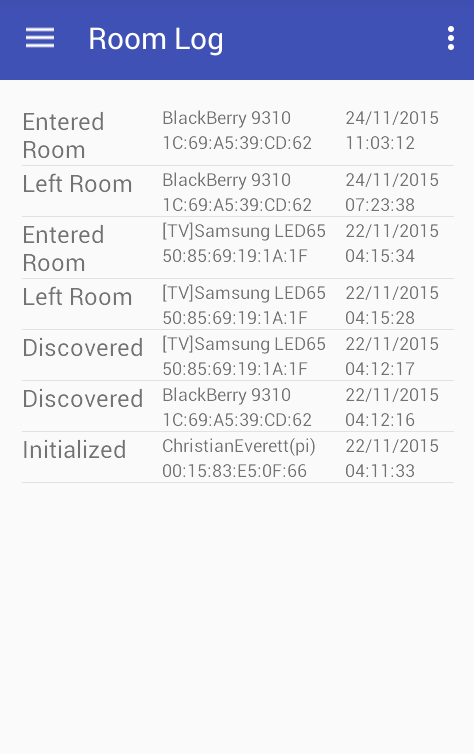 Room Log
Entered Room
BlackBerry 9310
1C:69:A5:39:CD:62
24/11/2015
11:03:12
Left Room
BlackBerry 9310
1C:69:A5:39:CD:62
24/11/2015
07:23:38
Entered Room
[TV]Samsung LED65
50:85:69:19:1A:1F
22/11/2015
04:15:34
Left Room
[TV]Samsung LED65
50:85:69:19:1A:1F
22/11/2015
04:15:28
Discovered
[TV]Samsung LED65
50:85:69:19:1A:1F
22/11/2015
04:12:17
Discovered
BlackBerry 9310
1C:69:A5:39:CD:62
22/11/2015
04:12:16
Initialized
ChristianEverett(pi)
00:15:83:E5:0F:66
22/11/2015
04:11:33